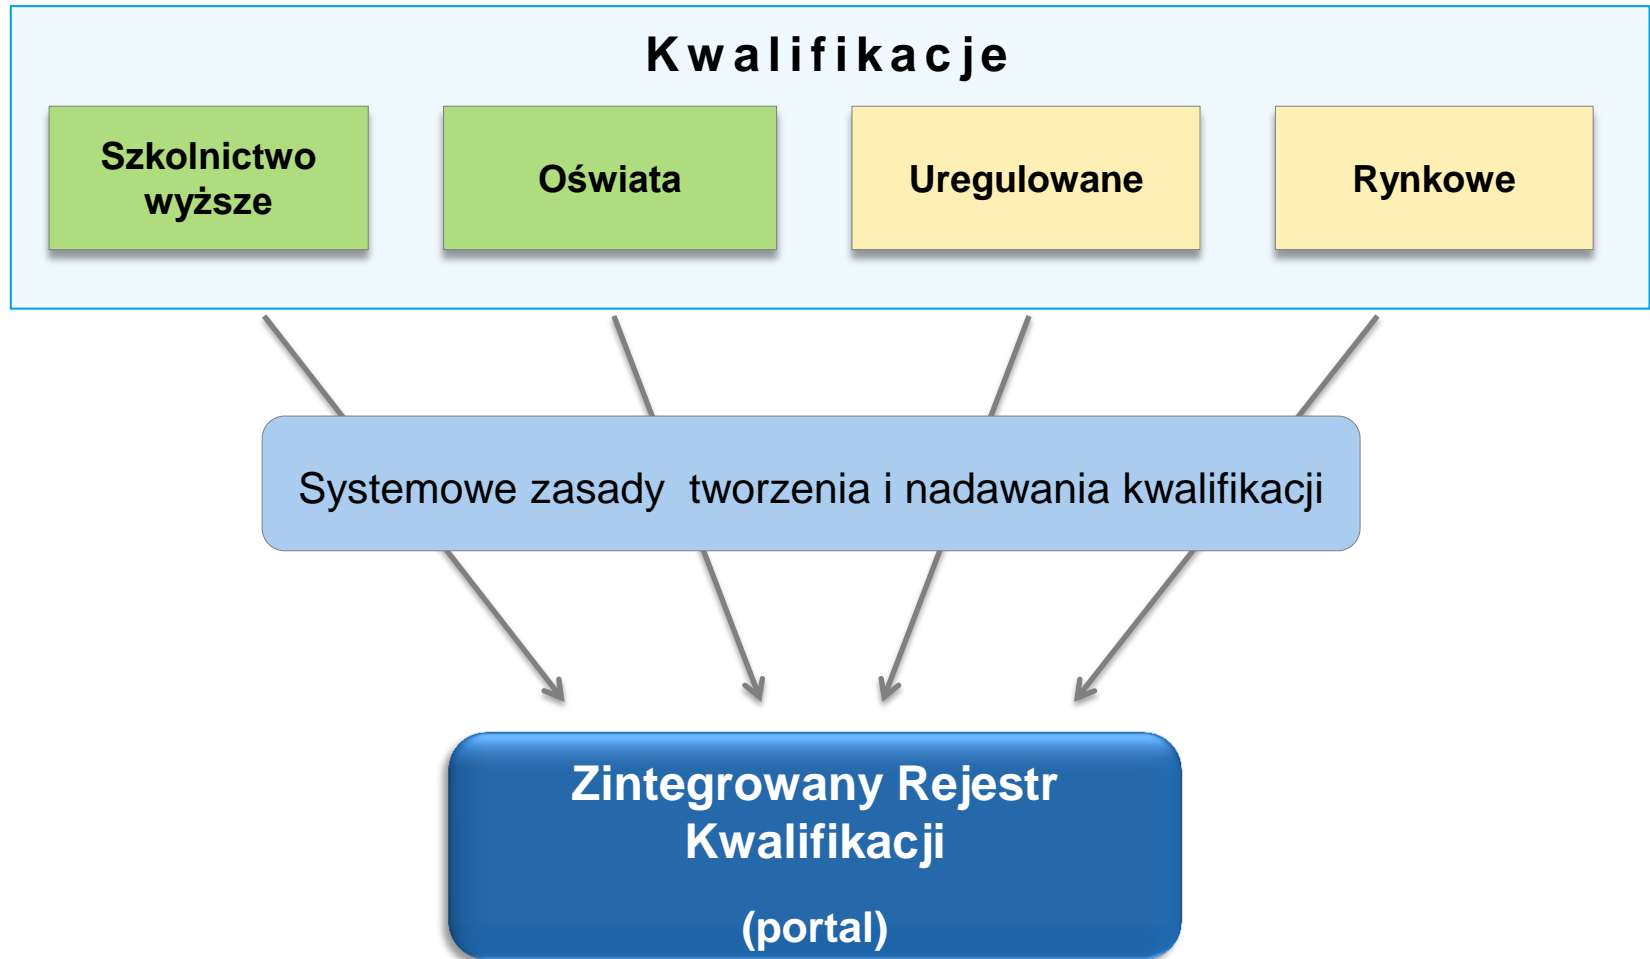 Kwalifikacje
Szkolnictwo
wyższe
Oświata
Uregulowane
Rynkowe
Systemowe zasady  tworzenia i nadawania kwalifikacji
Zintegrowany Rejestr
Kwalifikacji
(portal)